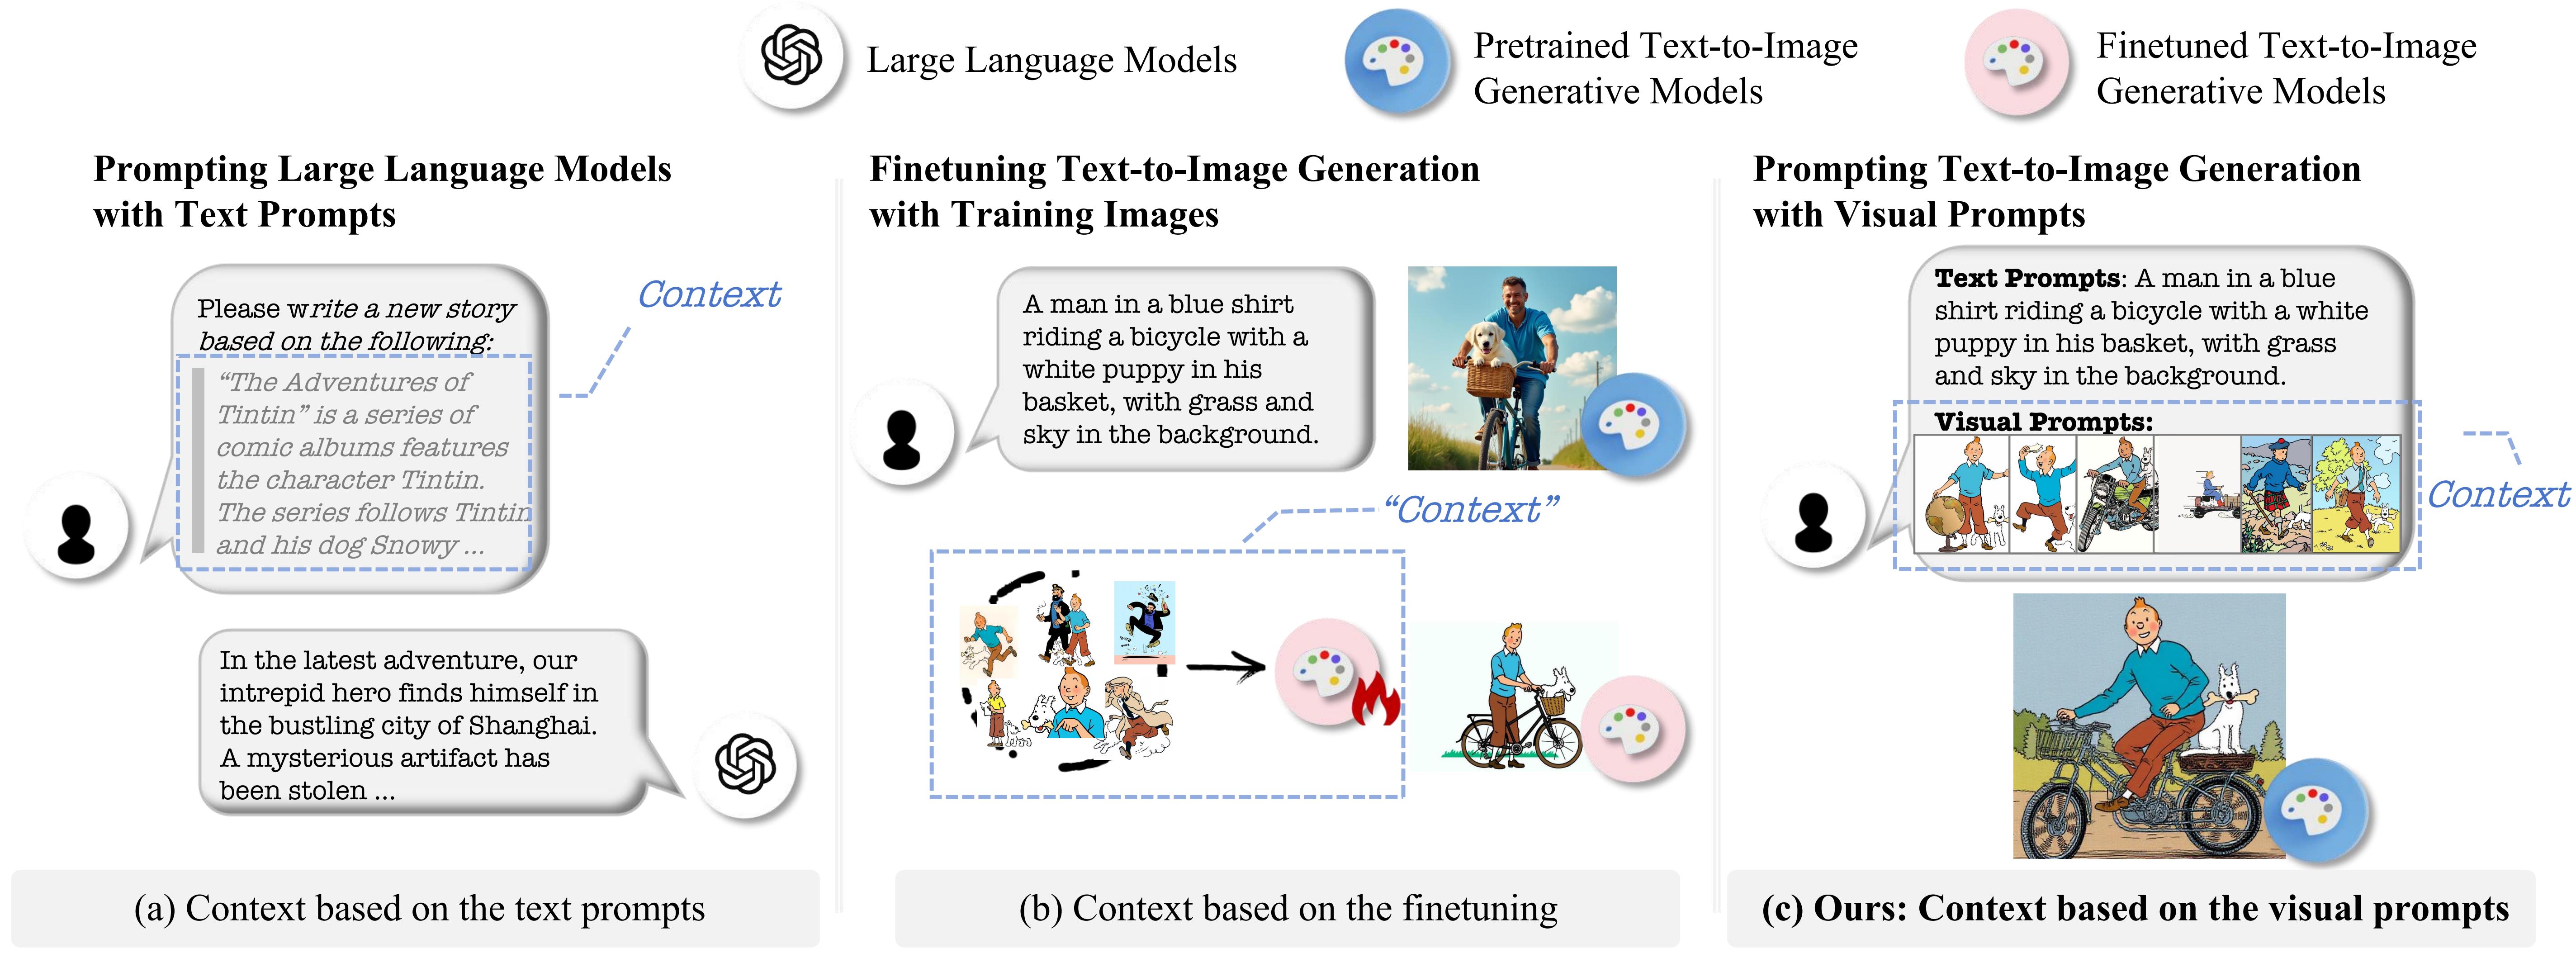 Large Language Models
Pretrained Text-to-Image
Generative Models
Finetuned Text-to-Image
Generative Models
Prompting Large Language Models
with Text Prompts
Context
Please write a new story
based on the following:
“The Adventures of
Tintin” is a series of
comic albums features
the character Tintin.
The series follows Tintin
and his dog Snowy ...
In the latest adventure, our
intrepid hero finds himself in
the bustling city of Shanghai.
A mysterious artifact has
been stolen ...
(a) Context based on the text prompts
Finetuning Text-to-Image Generation
with Training Images
A man in a blue shirt
riding a bicycle with a
white puppy in his
basket, with grass and
sky in the background.
“Context”
(b) Context based on the finetuning
Prompting Text-to-Image Generation
with Visual Prompts
Text Prompts: A man in a blue
shirt riding a bicycle with a white
puppy in his basket, with grass
and sky in the background.
Visual Prompts:
Context
(c) Ours: Context based on the visual prompts